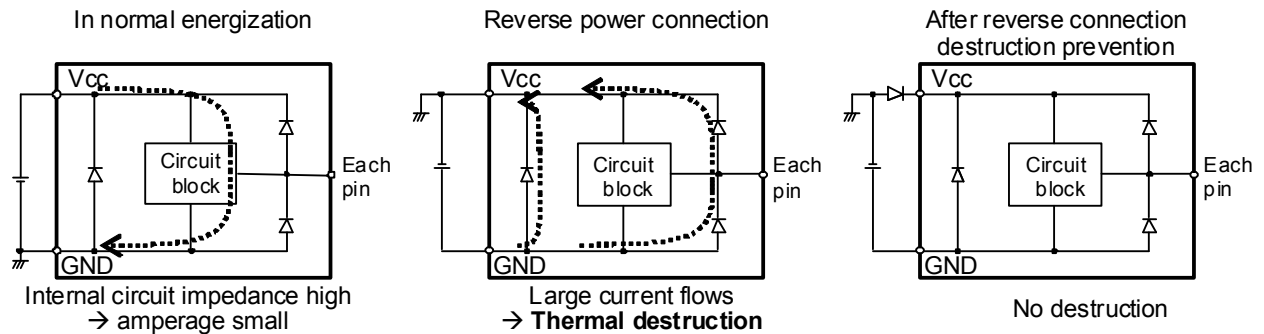 In normal energization
Vcc
Circuit
block
Each
pin
GND
Internal circuit impedance high
→ amperage small
Reverse power connection
Vcc
Circuit
block
Each
pin
GND
Large current flows
→ Thermal destruction
After reverse connection
destruction prevention
Vcc
Circuit
block
Each
pin
GND
No destruction